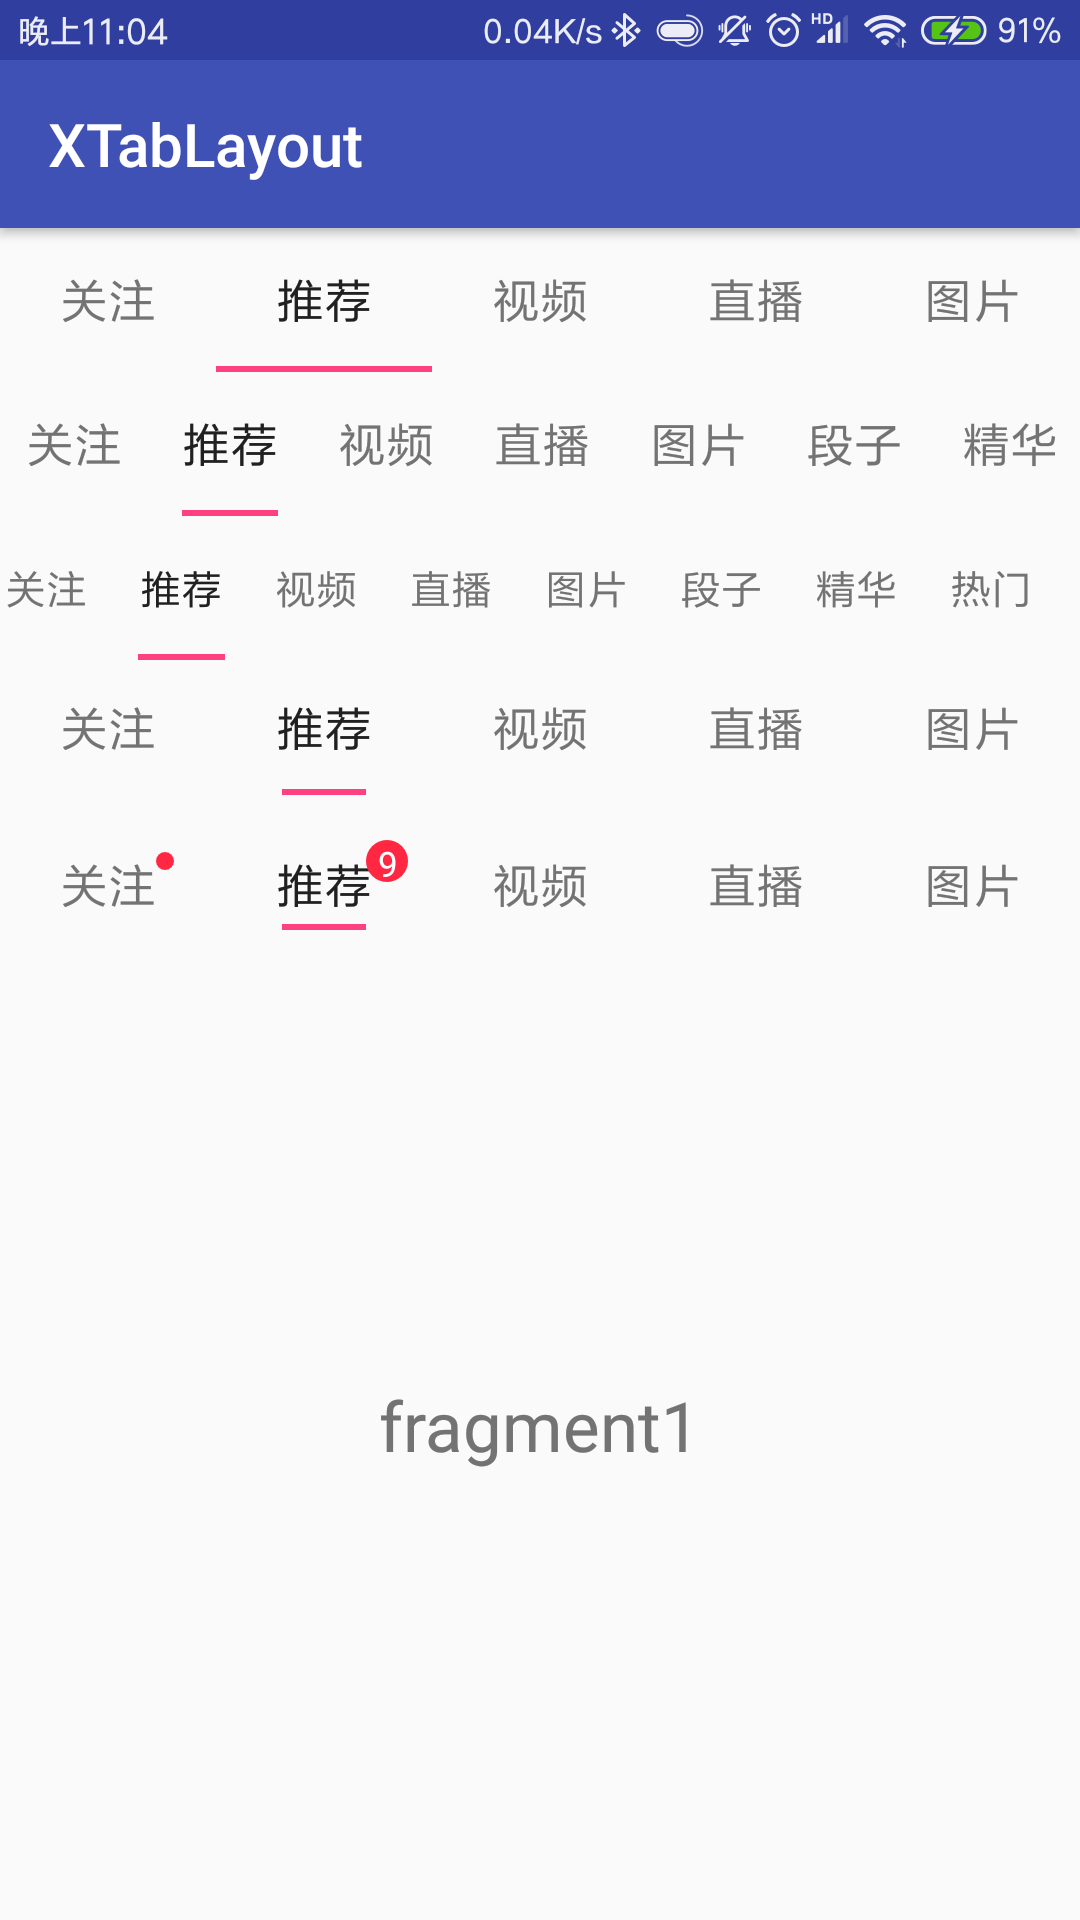 晚上11:04 0.04K/s HD 91%
XTabLayout
关注 推荐 视频 直播 图片
关注 推荐 视频 直播 图片 段子 精华
关注 推荐 视频 直播 图片 段子 精华 热门
关注 推荐 视频 直播 图片
关注 推荐 9 视频 直播 图片
fragment1